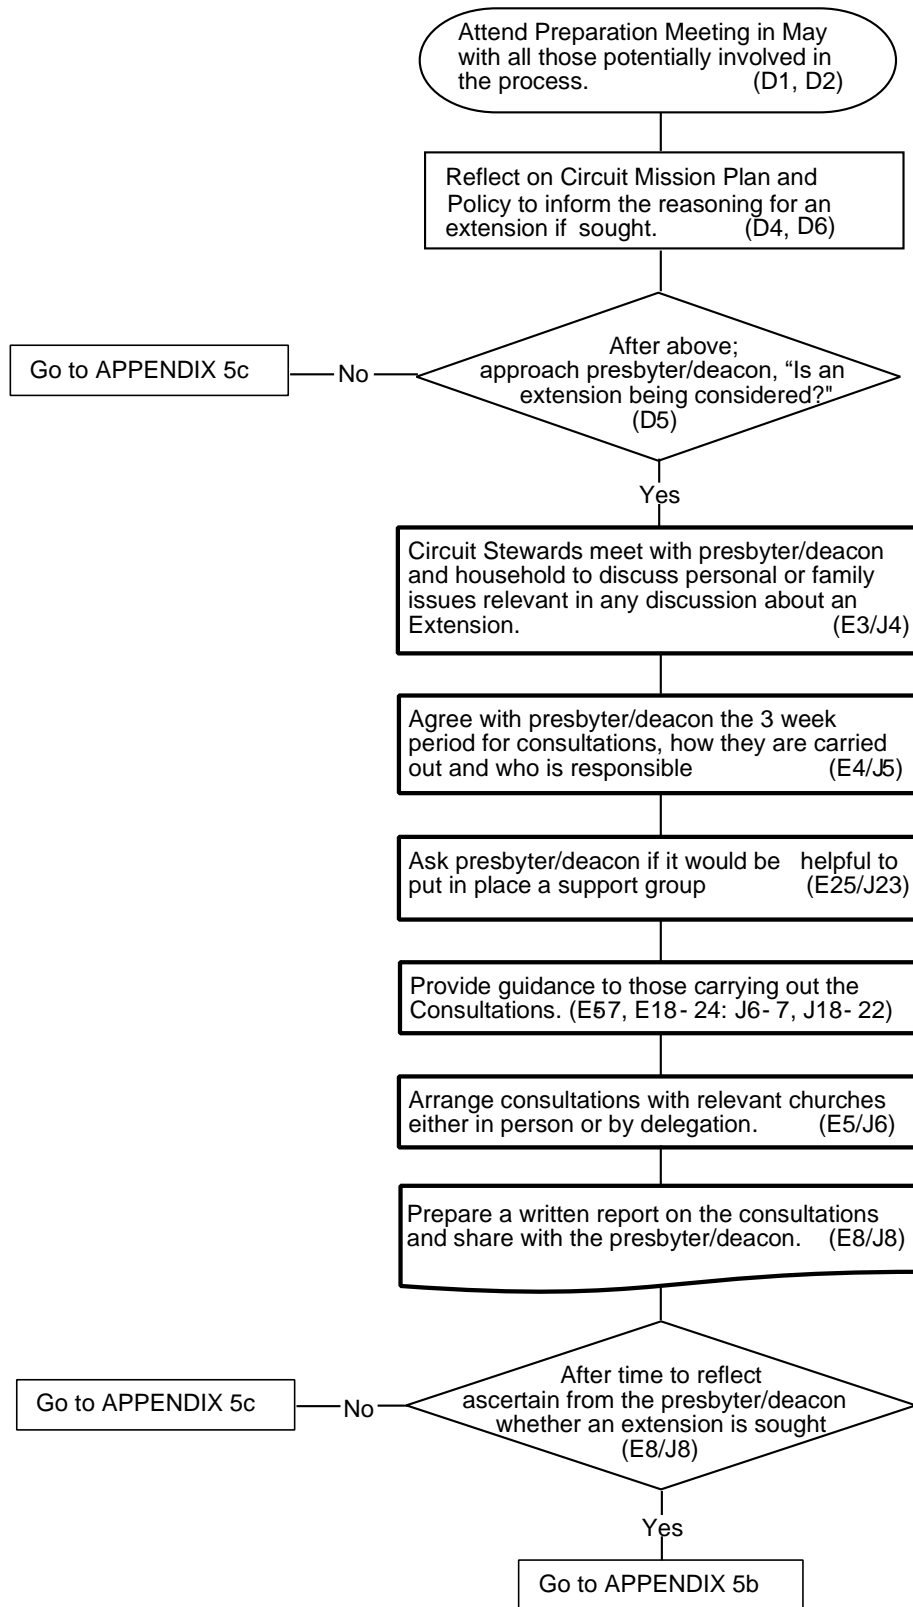 Attend Preparation Meeting in May
with all those potentially involved in
the process. (D1, D2)
Reflect on Circuit Mission Plan and
Policy to inform the reasoning for an
extension if sought. (D4, D6)
After above;
approach presbyter/deacon, “Is an
extension being considered?"
(D5)
No
Go to APPENDIX 5c
Yes
Circuit Stewards meet with presbyter/deacon
and household to discuss personal or family
issues relevant in any discussion about an
Extension. (E3/J4)
Agree with presbyter/deacon the 3 week
period for consultations, how they are carried
out and who is responsible (E4/J5)
Ask presbyter/deacon if it would be helpful to
put in place a support group (E25/J23)
Provide guidance to those carrying out the
Consultations. (E5-7, E18- 24: J6- 7, J18- 22)
Arrange consultations with relevant churches
either in person or by delegation. (E5/J6)
Prepare a written report on the consultations
and share with the presbyter/deacon. (E8/J8)
After time to reflect
ascertain from the presbyter/deacon
whether an extension is sought
(E8/J8)
No
Go to APPENDIX 5c
Yes
Go to APPENDIX 5b